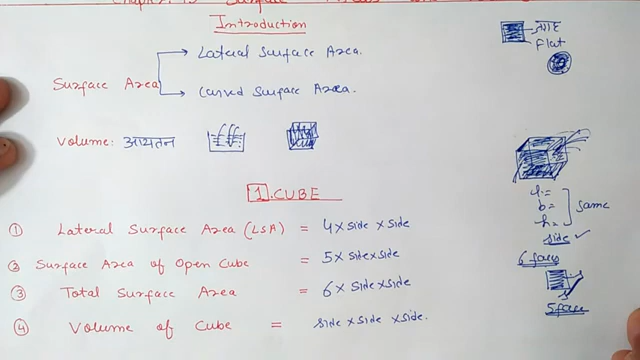 Introduction
Lateral Surface Area.
Surface Area
Curved Surface Area.
Flat
Volume: आयतन
1. CUBE
l =
b =
h =
same
side ✓
① Lateral Surface Area (LSA) = 4 × side × side
② Surface Area of Open Cube = 5 × side × side
6 faces
③ Total Surface Area = 6 × side × side
5 face
④ Volume of Cube = side × side × side.